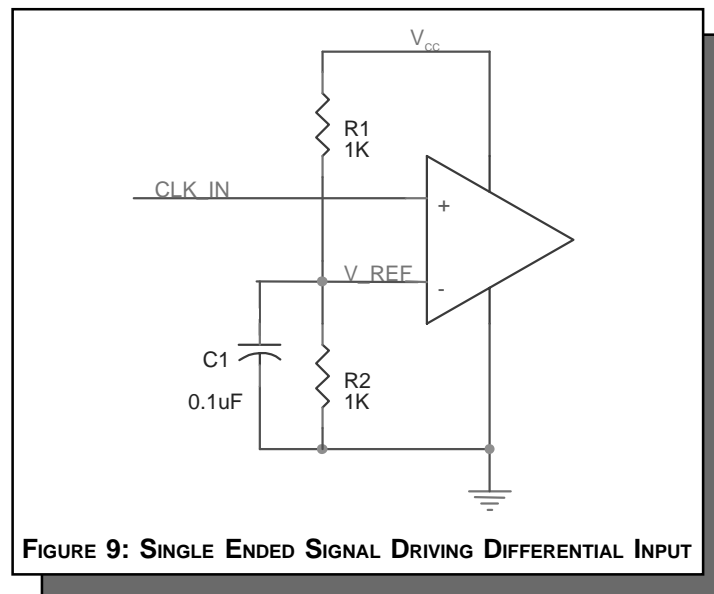 Vcc
R1
1K
CLK_IN
+
V_REF
-
C1
0.1uF
R2
1K
FIGURE 9: SINGLE ENDED SIGNAL DRIVING DIFFERENTIAL INPUT